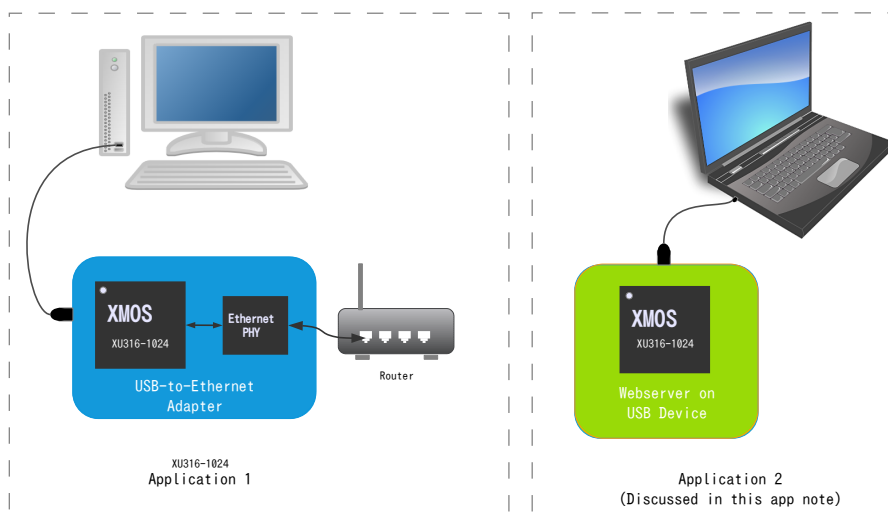 XMOS
XU316-1024
Ethernet
PHY
USB-to-Ethernet
Adapter
Router
XU316-1024
Application 1
XMOS
XU316-1024
Webserver on
USB Device
Application 2
(Discussed in this app note)